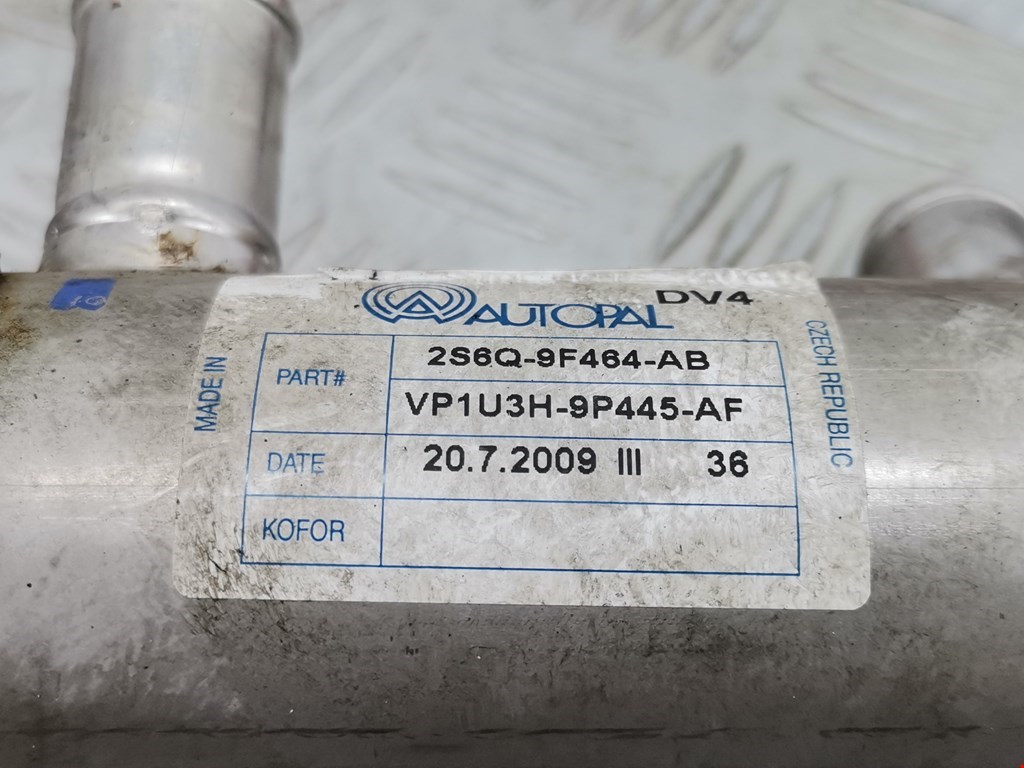 AUTOPAL DV4
MADE IN
PART# 2S6Q-9F464-AB
VP1U3H-9P445-AF
DATE 20.7.2009 III 36
KOFOR
CZECH REPUBLIC